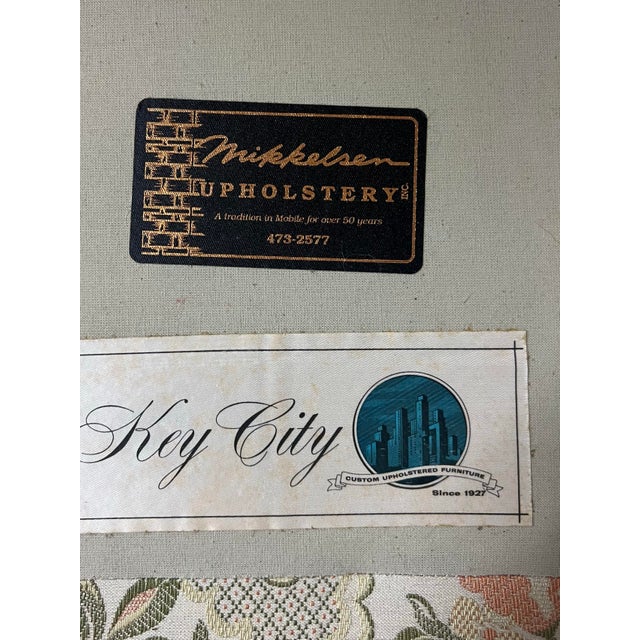 Mikkelsen
UPHOLSTERY INC.
A tradition in Mobile for over 50 years
473-2577
Key City
CUSTOM UPHOLSTERED FURNITURE
Since 1927